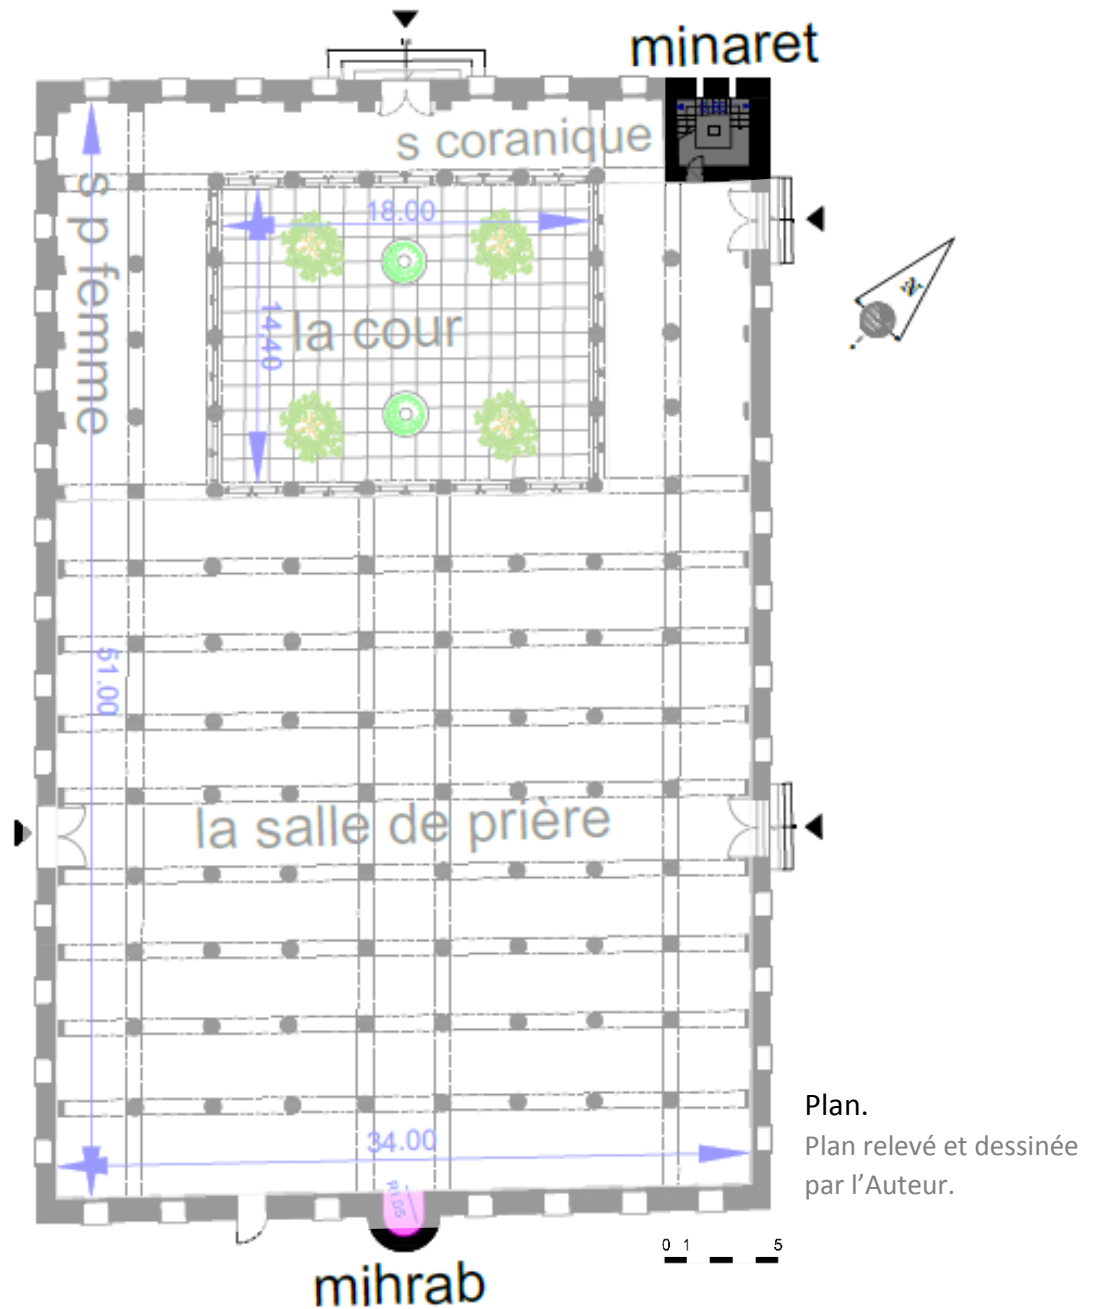 minaret
s coranique
s p femme
18.00
14.40
la cour
N
51.00
la salle de prière
34.00
R1.05
mihrab
Plan.
Plan relevé et dessinée
par l’Auteur.
0 1 5